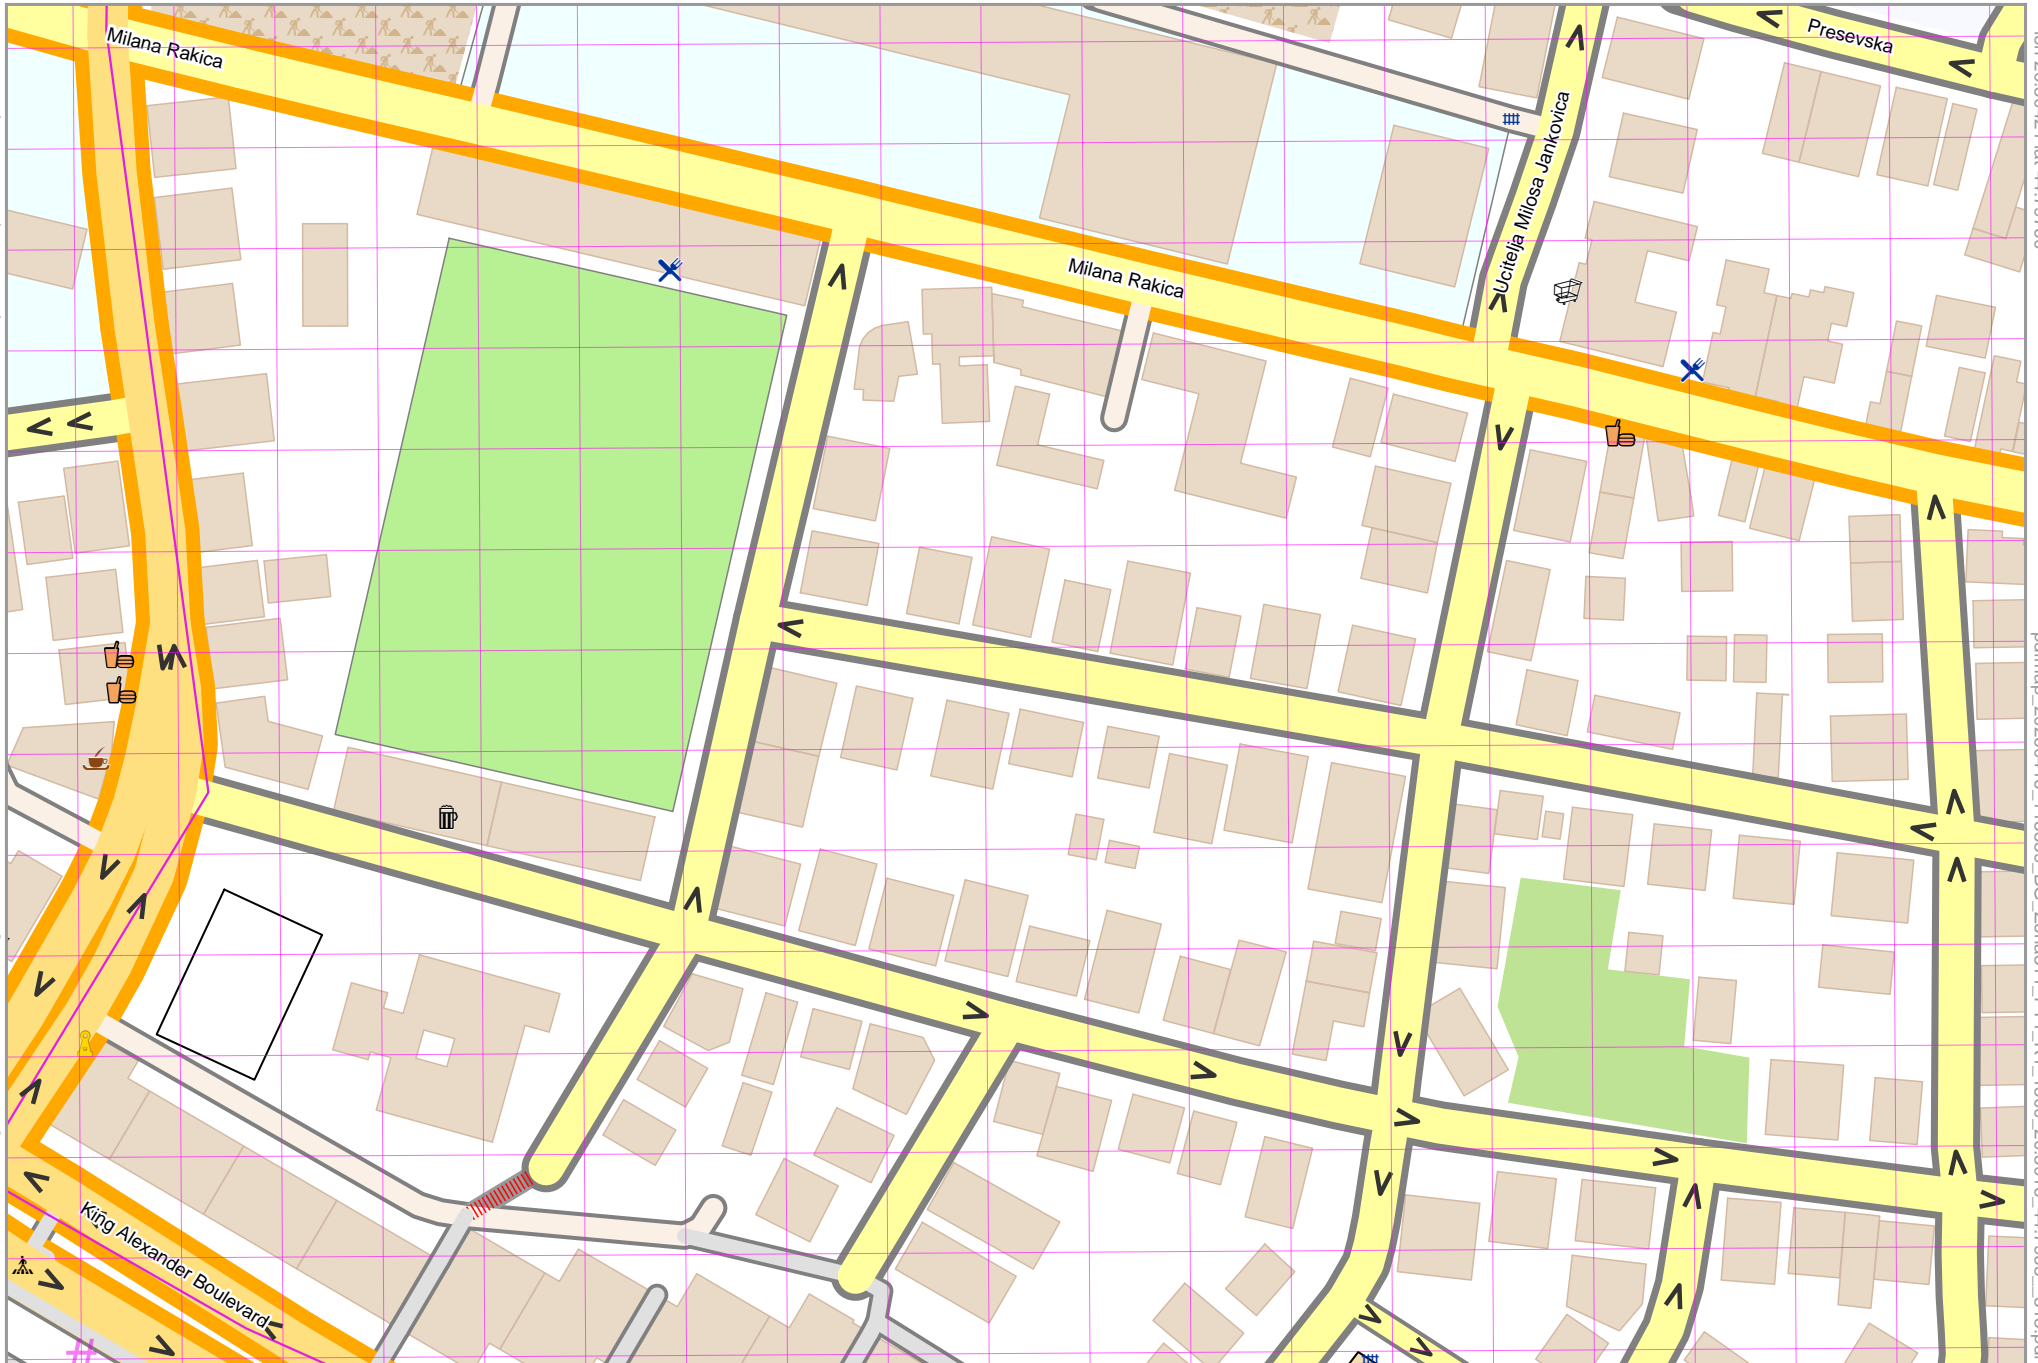 Milana Rakica
Presevska
Ucitelja Milosa Jankovica
Milana Rakica
King Alexander Boulevard